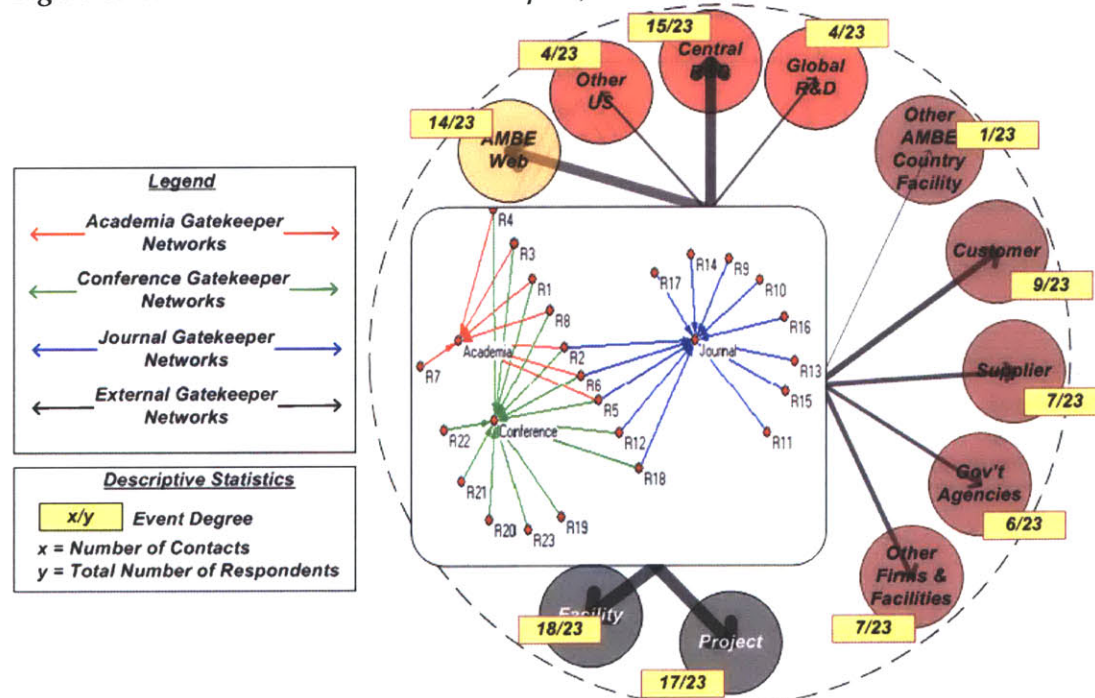 15/23
4/23
4/23
Central
Other
US
Global
R&D
14/23
AMBE
Web
Other
AMBE
Country
Facility
1/23
Legend
Academia Gatekeeper
Networks
Conference Gatekeeper
Networks
Journal Gatekeeper
Networks
External Gatekeeper
Networks
R4
R3
R1
R8
R2
R6
R5
R7
Academia
R14
R9
R17
R10
R16
Journal
R13
R15
R11
R12
R18
Conference
R22
R21
R20
R23
R19
Customer
9/23
Supplier
7/23
Gov't
Agencies
6/23
Other
Firms &
Facilities
7/23
Descriptive Statistics
x/y Event Degree
x = Number of Contacts
y = Total Number of Respondents
Facility
18/23
Project
17/23